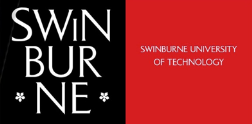 SWIN
BUR
* NE *
SWINBURNE UNIVERSITY
OF TECHNOLOGY